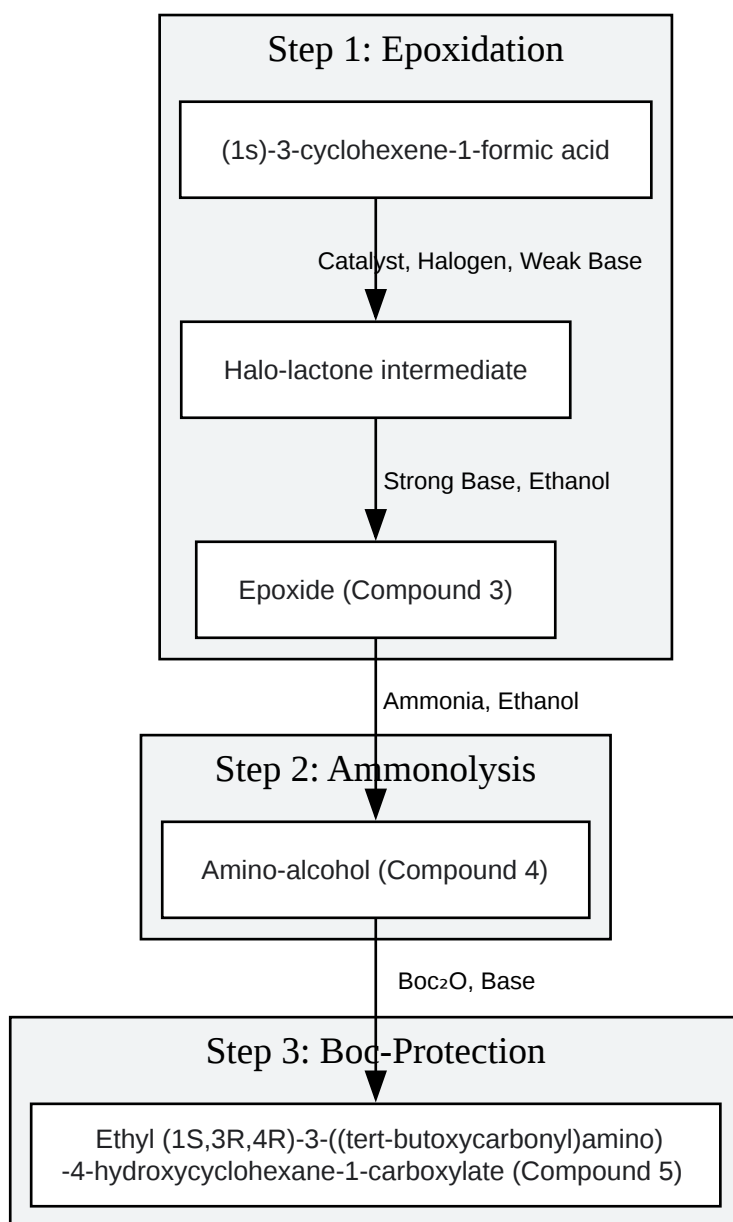 Step 1: Epoxidation
(1s)-3-cyclohexene-1-formic acid
Catalyst, Halogen, Weak Base
Halo-lactone intermediate
Strong Base, Ethanol
Epoxide (Compound 3)
Ammonia, Ethanol
Step 2: Ammonolysis
Amino-alcohol (Compound 4)
Boc₂O, Base
Step 3: Boc-Protection
Ethyl (1S,3R,4R)-3-((tert-butoxycarbonyl)amino)
-4-hydroxycyclohexane-1-carboxylate (Compound 5)